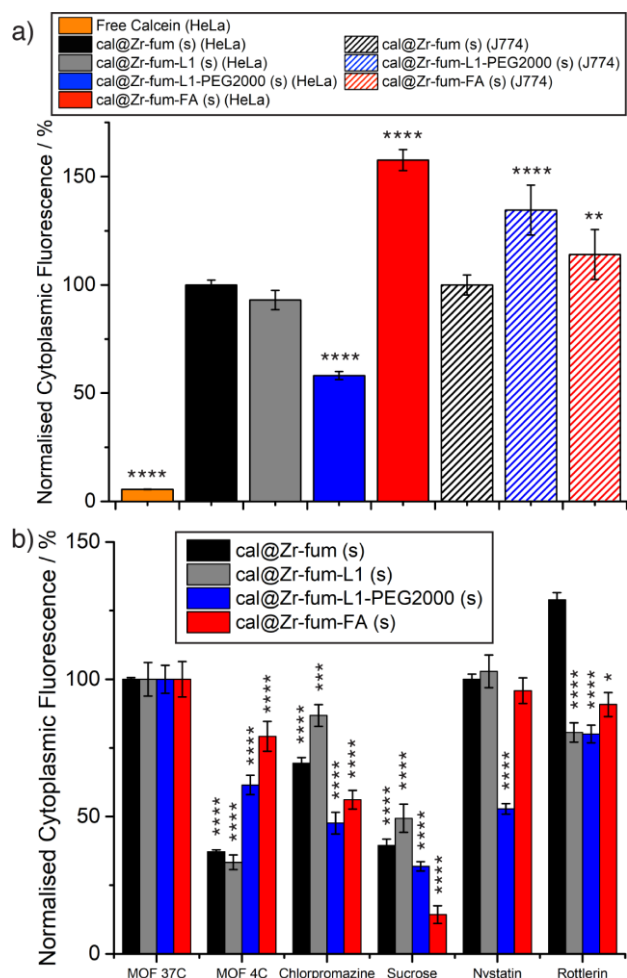 a)
Free Calcein (HeLa)
cal@Zr-fum (s) (HeLa)
cal@Zr-fum-L1 (s) (HeLa)
cal@Zr-fum-L1-PEG2000 (s) (HeLa)
cal@Zr-fum-FA (s) (HeLa)
cal@Zr-fum (s) (J774)
cal@Zr-fum-L1-PEG2000 (s) (J774)
cal@Zr-fum-FA (s) (J774)
Normalised Cytoplasmic Fluorescence / %
150
100
50
0
****
****
****
****
**
b)
cal@Zr-fum (s)
cal@Zr-fum-L1 (s)
cal@Zr-fum-L1-PEG2000 (s)
cal@Zr-fum-FA (s)
Normalised Cytoplasmic Fluorescence / %
150
100
50
0
****
****
****
****
****
***
****
****
****
****
****
****
****
****
****
*
MOF 37C
MOF 4C
Chlorpromazine
Sucrose
Nystatin
Rottlerin